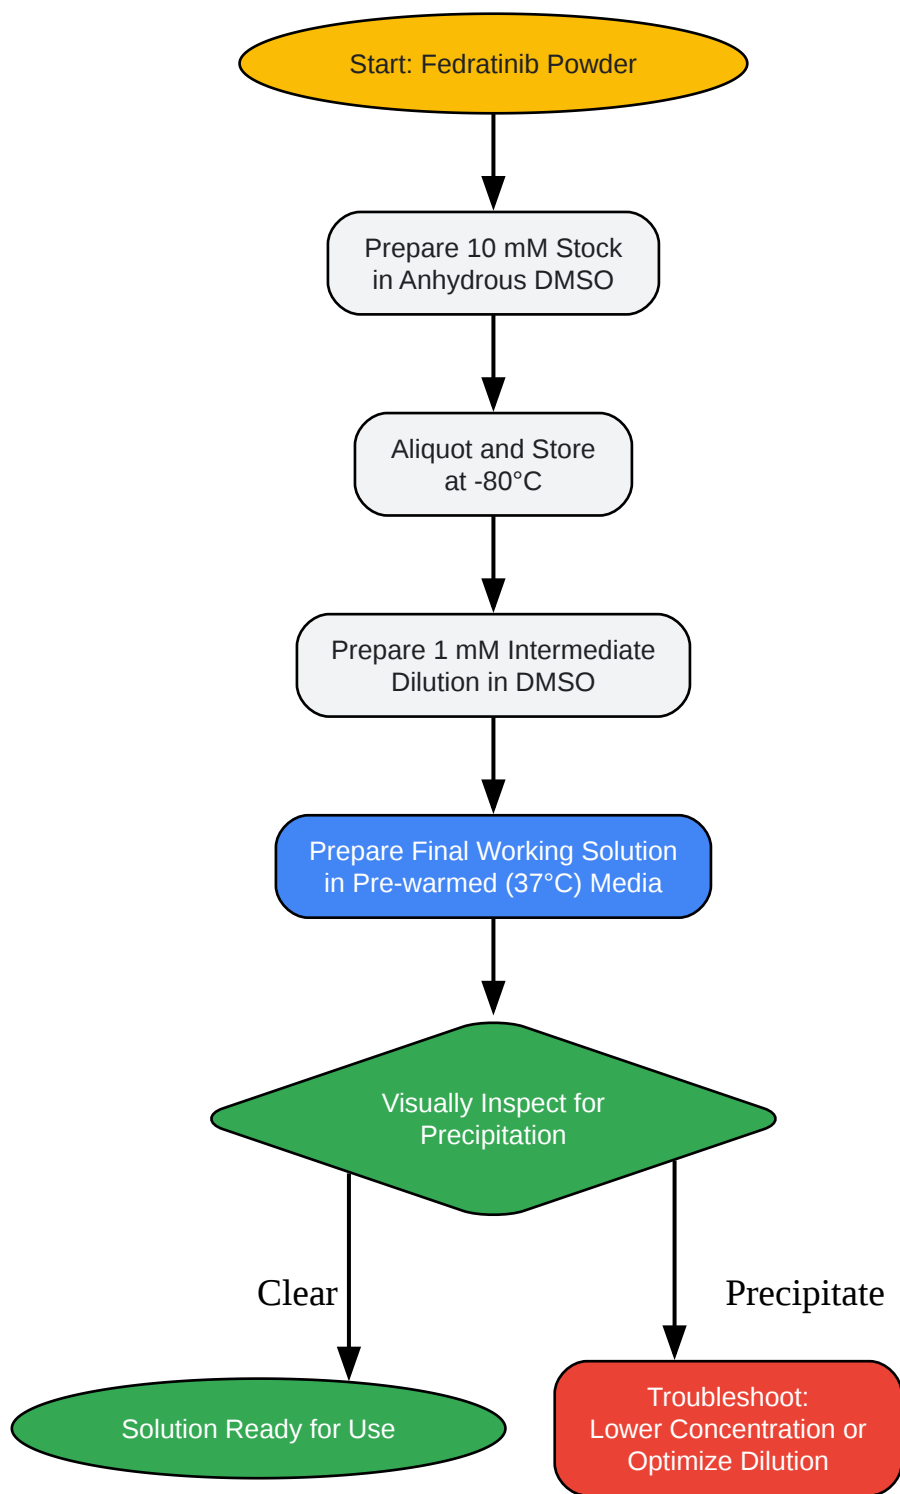 Start: Fedratinib Powder
Prepare 10 mM Stock
in Anhydrous DMSO
Aliquot and Store
at -80°C
Prepare 1 mM Intermediate
Dilution in DMSO
Prepare Final Working Solution
in Pre-warmed (37°C) Media
Visually Inspect for
Precipitation
Clear
Precipitate
Solution Ready for Use
Troubleshoot:
Lower Concentration or
Optimize Dilution